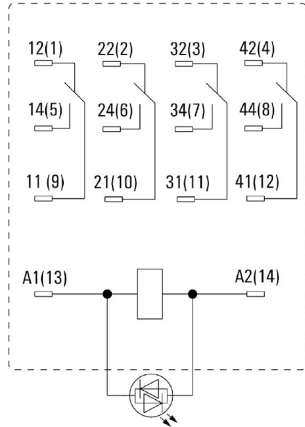 12(1) 22(2) 32(3) 42(4)
14(5) 24(6) 34(7) 44(8)
11 (9) 21(10) 31(11) 41(12)
A1(13) A2(14)